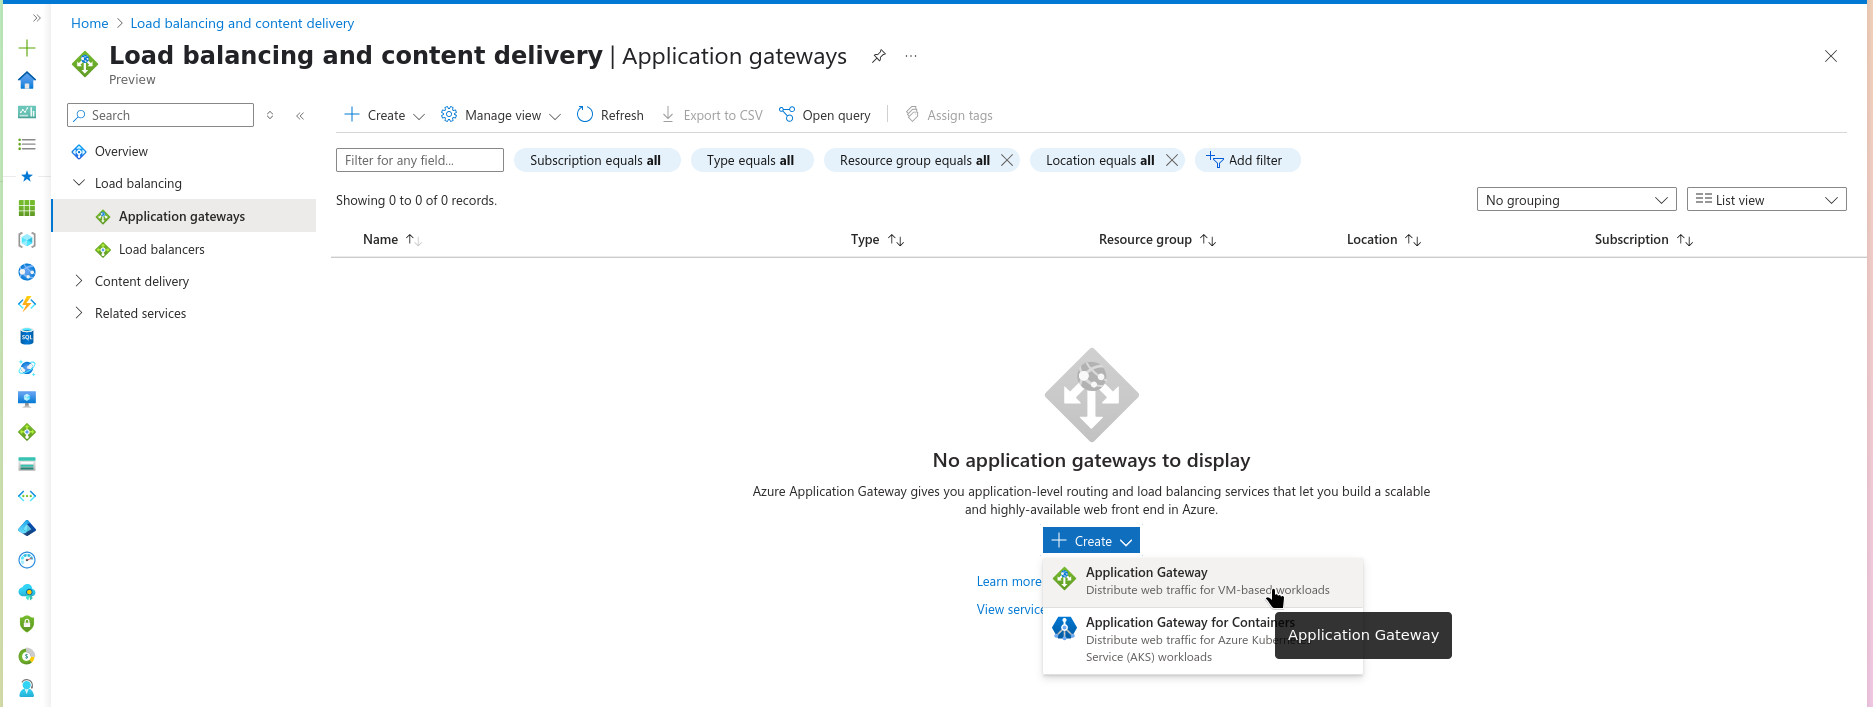 Home > Load balancing and content delivery
Load balancing and content delivery | Application gateways
Preview
Search
Overview
Load balancing
Application gateways
Load balancers
Content delivery
Related services
Create
Manage view
Refresh
Export to CSV
Open query
Assign tags
Filter for any field...
Subscription equals all
Type equals all
Resource group equals all
Location equals all
Add filter
Showing 0 to 0 of 0 records.
No grouping
List view
Name
Type
Resource group
Location
Subscription
No application gateways to display
Azure Application Gateway gives you application-level routing and load balancing services that let you build a scalable
and highly-available web front end in Azure.
Create
Learn more
View service
Application Gateway
Distribute web traffic for VM-based workloads
Application Gateway for Containers
Distribute web traffic for Azure
Service (AKS) workloads
Application Gateway